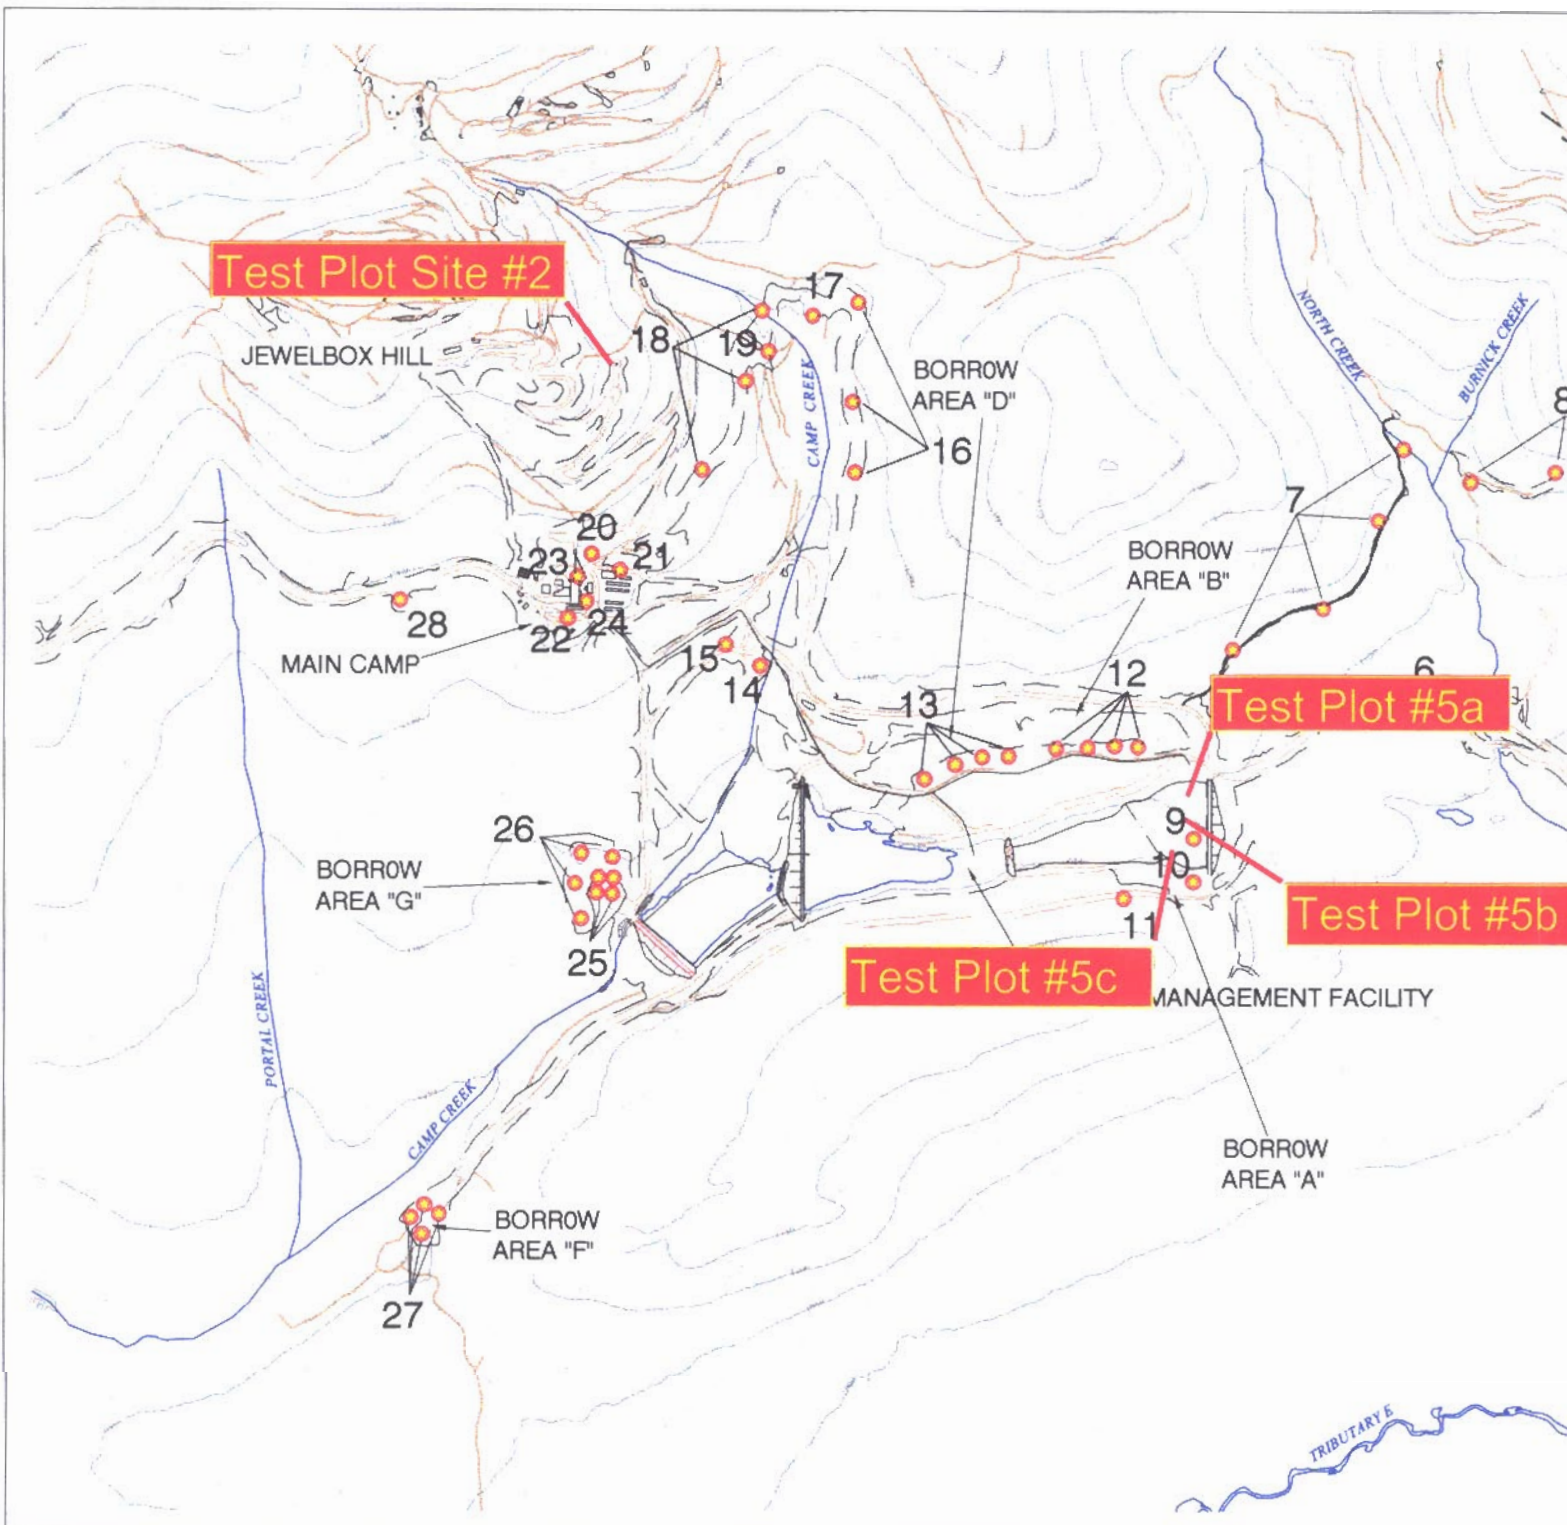 Test Plot Site #2
JEWELBOX HILL
17
18
19
BORROW
AREA "D"
CAMP CREEK
16
NORTH CREEK
BURNICK CREEK
8
7
20
23
21
BORROW
AREA "B"
28
22
24
MAIN CAMP
15
14
12
6
13
Test Plot #5a
26
9
10
BORROW
AREA "G"
11
Test Plot #5b
25
Test Plot #5c
MANAGEMENT FACILITY
PORTAL CREEK
CAMP CREEK
BORROW
AREA "A"
BORROW
AREA "F"
27
TRIBUTARY E